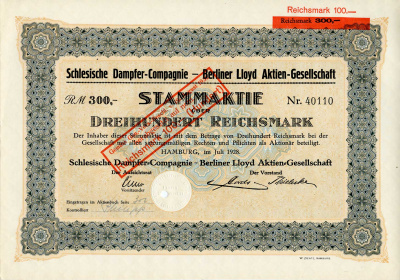 Reichsmark 100.—
Reichsmark 300,—
Schlesische Dampfer-Compagnie – Berliner Lloyd Aktien-Gesellschaft
RM 300,- STAMMAKTIE Nr. 40110
über
DREIHUNDERT REICHSMARK
Der Inhaber dieser Stammaktie ist mit dem Betrage von Dreihundert Reichsmark bei der
Gesellschaft mit allen satzungsmäßigen Rechten und Pflichten als Aktionär beteiligt.
HAMBURG, im Juli 1928.
Schlesische Dampfer-Compagnie – Berliner Lloyd Aktien-Gesellschaft
Der Aufsichtsrat Der Vorstand
Eingetragen im Aktienbuch Seite
Kontrolliert